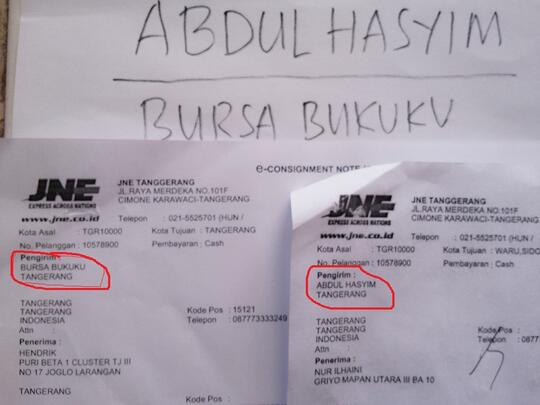 ABDUL HASYIM
BURSA BUKUKU
e-CONSIGNMENT NOTE
JNE
EXPRESS ACROSS NATIONS
www.jne.co.id
JNE TANGGERANG
JL.RAYA MERDEKA NO.101F
CIMONE KARAWACI-TANGERANG
Telepon : 021-5525701 (HUN /
Kota Asal : TGR10000
Kota Tujuan : TANGERANG
No. Pelanggan : 10578900
Pembayaran : Cash
Pengirim :
BURSA BUKUKU
TANGERANG
TANGERANG
TANGERANG
INDONESIA
Kode Pos : 15121
Telepon : 087773333249
Attn :
Penerima :
HENDRIK
PURI BETA 1 CLUSTER TJ III
NO 17 JOGLO LARANGAN
TANGERANG
Kode Pos :
JNE
EXPRESS ACROSS NATIONS
www.jne.co.id
JNE TANGGERANG
JL.RAYA MERDEKA
CIMONE KARAWACI
Telepon : 021-5525701 (HUN /
Kota Asal : TGR10000
Kota Tujuan : WARU,SIDO
No. Pelanggan : 10578900
Pembayaran : Cash
Pengirim :
ABDUL HASYIM
TANGERANG
TANGERANG
TANGERANG
INDONESIA
Kode Pos :
Telepon : 08777
Attn :
Penerima :
NUR ILHAINI
GRIYO MAPAN UTARA III BA 10